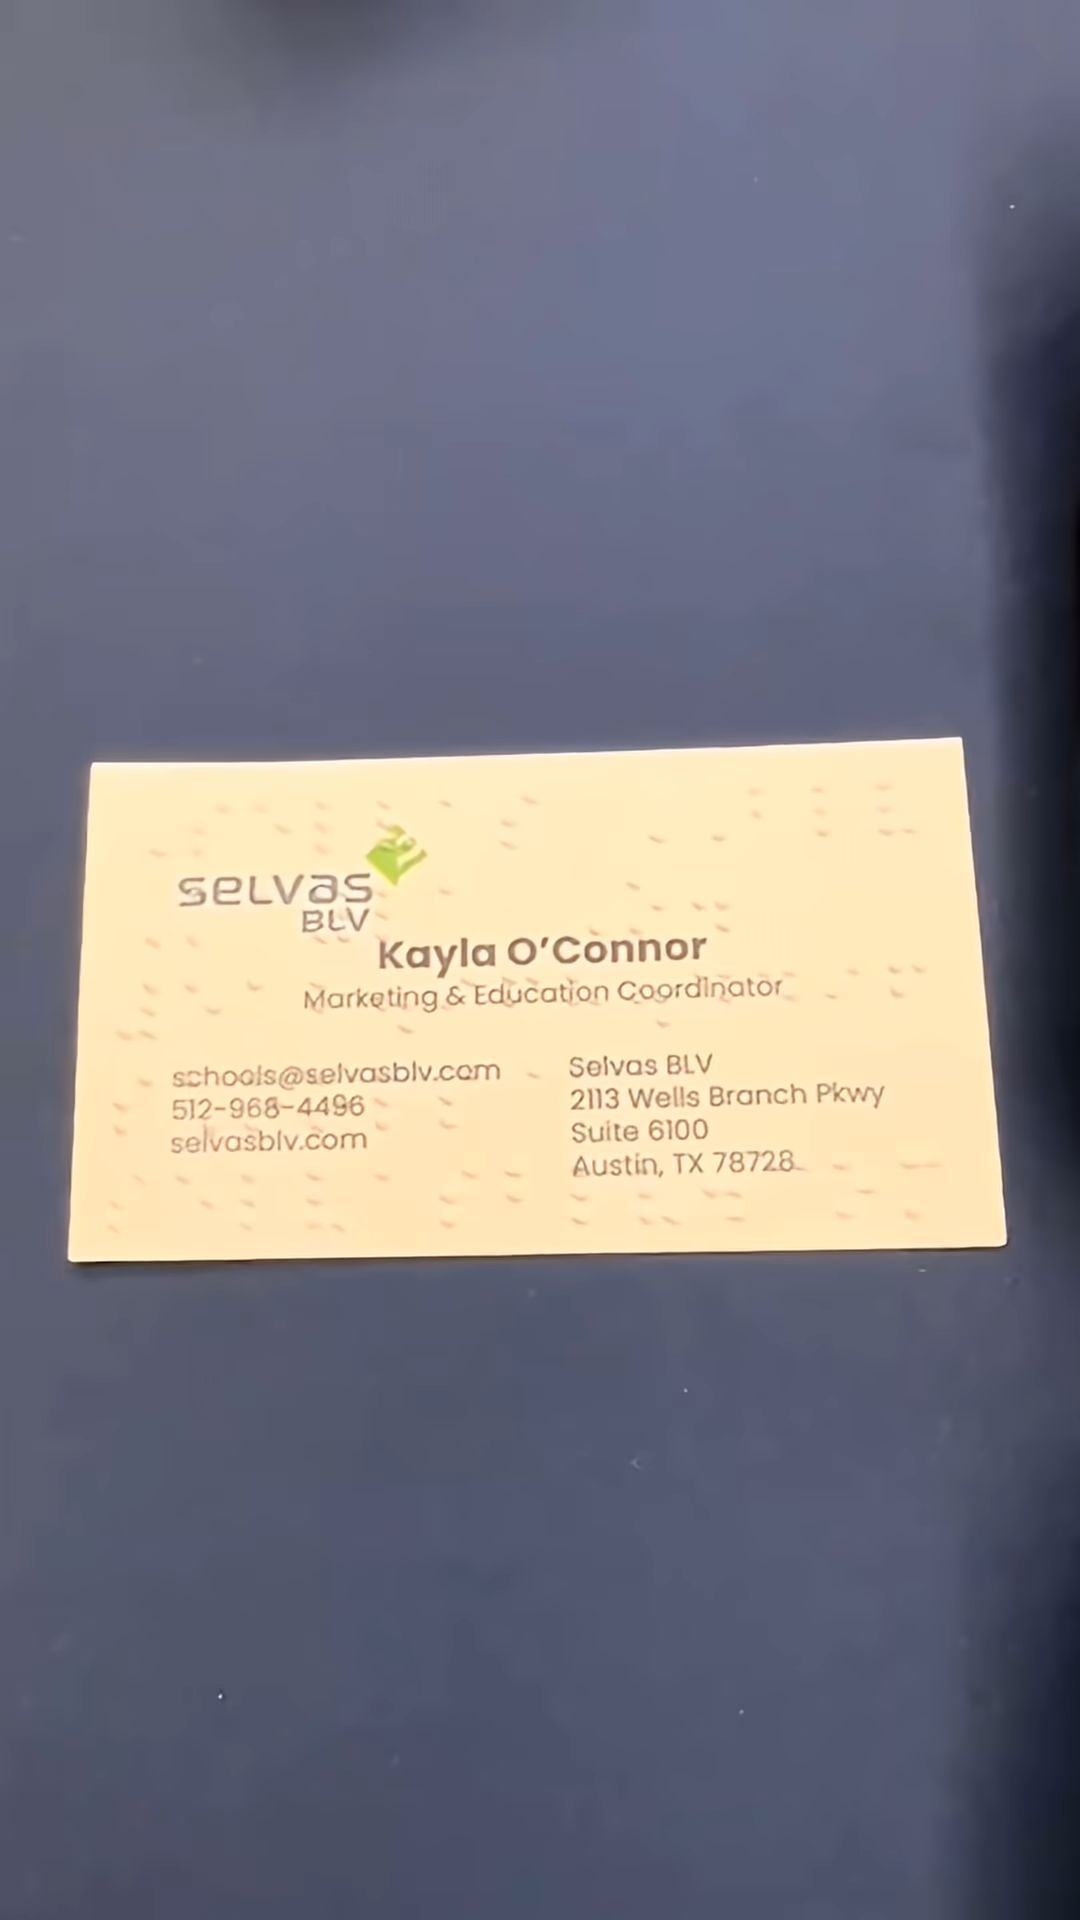 SELVAS
BLV
Kayla O'Connor
Marketing & Education Coordinator
schools@selvasblv.com
512-968-4496
selvasblv.com
Selvas BLV
2113 Wells Branch Pkwy
Suite 6100
Austin, TX 78728